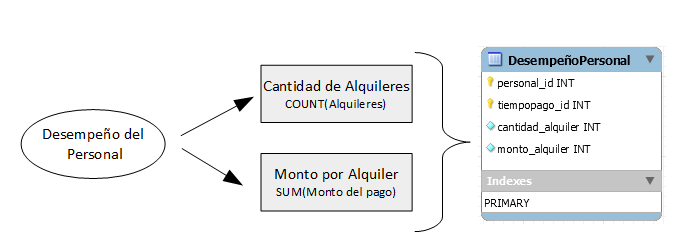 Desempeño del
Personal
Cantidad de Alquileres
COUNT(Alquileres)
Monto por Alquiler
SUM(Monto del pago)
DesempeñoPersonal
personal_id INT
tiempopago_id INT
cantidad_alquiler INT
monto_alquiler INT
Indexes
PRIMARY